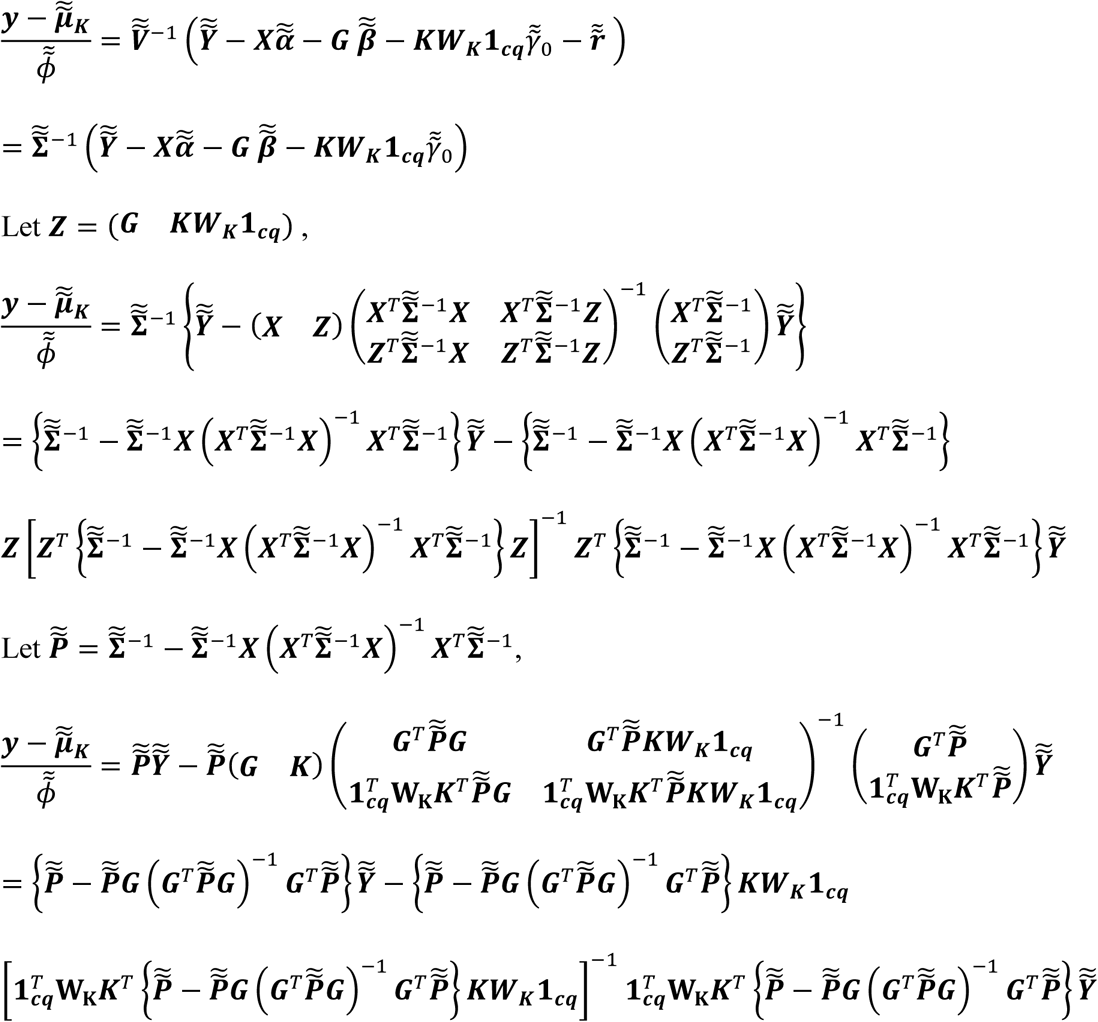 $\frac{\boldsymbol{y} - \tilde{\tilde{\boldsymbol{\mu}}}_{\boldsymbol{K}}}{\tilde{\tilde{\phi}}} = \tilde{\tilde{\boldsymbol{V}}}^{-1} \left( \tilde{\tilde{\boldsymbol{Y}}} - \boldsymbol{X}\tilde{\tilde{\boldsymbol{\alpha}}} - \boldsymbol{G}\tilde{\tilde{\boldsymbol{\beta}}} - \boldsymbol{K}\boldsymbol{W}_{\boldsymbol{K}}\boldsymbol{1}_{\boldsymbol{cq}}\tilde{\tilde{\gamma}}_0 - \tilde{\tilde{\boldsymbol{r}}} \right)$
$= \tilde{\tilde{\boldsymbol{\Sigma}}}^{-1} \left( \tilde{\tilde{\boldsymbol{Y}}} - \boldsymbol{X}\tilde{\tilde{\boldsymbol{\alpha}}} - \boldsymbol{G}\tilde{\tilde{\boldsymbol{\beta}}} - \boldsymbol{K}\boldsymbol{W}_{\boldsymbol{K}}\boldsymbol{1}_{\boldsymbol{cq}}\tilde{\tilde{\gamma}}_0 \right)$
Let $\boldsymbol{Z} = (\boldsymbol{G} \quad \boldsymbol{K}\boldsymbol{W}_{\boldsymbol{K}}\boldsymbol{1}_{\boldsymbol{cq}})$ ,
$\frac{\boldsymbol{y} - \tilde{\tilde{\boldsymbol{\mu}}}_{\boldsymbol{K}}}{\tilde{\tilde{\phi}}} = \tilde{\tilde{\boldsymbol{\Sigma}}}^{-1} \left\{ \tilde{\tilde{\boldsymbol{Y}}} - (\boldsymbol{X} \quad \boldsymbol{Z}) \begin{pmatrix} \boldsymbol{X}^T\tilde{\tilde{\boldsymbol{\Sigma}}}^{-1}\boldsymbol{X} & \boldsymbol{X}^T\tilde{\tilde{\boldsymbol{\Sigma}}}^{-1}\boldsymbol{Z} \\ \boldsymbol{Z}^T\tilde{\tilde{\boldsymbol{\Sigma}}}^{-1}\boldsymbol{X} & \boldsymbol{Z}^T\tilde{\tilde{\boldsymbol{\Sigma}}}^{-1}\boldsymbol{Z} \end{pmatrix}^{-1} \begin{pmatrix} \boldsymbol{X}^T\tilde{\tilde{\boldsymbol{\Sigma}}}^{-1} \\ \boldsymbol{Z}^T\tilde{\tilde{\boldsymbol{\Sigma}}}^{-1} \end{pmatrix} \tilde{\tilde{\boldsymbol{Y}}} \right\}$
$= \left\{ \tilde{\tilde{\boldsymbol{\Sigma}}}^{-1} - \tilde{\tilde{\boldsymbol{\Sigma}}}^{-1}\boldsymbol{X} \left( \boldsymbol{X}^T\tilde{\tilde{\boldsymbol{\Sigma}}}^{-1}\boldsymbol{X} \right)^{-1} \boldsymbol{X}^T\tilde{\tilde{\boldsymbol{\Sigma}}}^{-1} \right\} \tilde{\tilde{\boldsymbol{Y}}} - \left\{ \tilde{\tilde{\boldsymbol{\Sigma}}}^{-1} - \tilde{\tilde{\boldsymbol{\Sigma}}}^{-1}\boldsymbol{X} \left( \boldsymbol{X}^T\tilde{\tilde{\boldsymbol{\Sigma}}}^{-1}\boldsymbol{X} \right)^{-1} \boldsymbol{X}^T\tilde{\tilde{\boldsymbol{\Sigma}}}^{-1} \right\}$
$\boldsymbol{Z} \left[ \boldsymbol{Z}^T \left\{ \tilde{\tilde{\boldsymbol{\Sigma}}}^{-1} - \tilde{\tilde{\boldsymbol{\Sigma}}}^{-1}\boldsymbol{X} \left( \boldsymbol{X}^T\tilde{\tilde{\boldsymbol{\Sigma}}}^{-1}\boldsymbol{X} \right)^{-1} \boldsymbol{X}^T\tilde{\tilde{\boldsymbol{\Sigma}}}^{-1} \right\} \boldsymbol{Z} \right]^{-1} \boldsymbol{Z}^T \left\{ \tilde{\tilde{\boldsymbol{\Sigma}}}^{-1} - \tilde{\tilde{\boldsymbol{\Sigma}}}^{-1}\boldsymbol{X} \left( \boldsymbol{X}^T\tilde{\tilde{\boldsymbol{\Sigma}}}^{-1}\boldsymbol{X} \right)^{-1} \boldsymbol{X}^T\tilde{\tilde{\boldsymbol{\Sigma}}}^{-1} \right\} \tilde{\tilde{\boldsymbol{Y}}}$
Let $\tilde{\tilde{\boldsymbol{P}}} = \tilde{\tilde{\boldsymbol{\Sigma}}}^{-1} - \tilde{\tilde{\boldsymbol{\Sigma}}}^{-1}\boldsymbol{X} \left( \boldsymbol{X}^T\tilde{\tilde{\boldsymbol{\Sigma}}}^{-1}\boldsymbol{X} \right)^{-1} \boldsymbol{X}^T\tilde{\tilde{\boldsymbol{\Sigma}}}^{-1}$,
$\frac{\boldsymbol{y} - \tilde{\tilde{\boldsymbol{\mu}}}_{\boldsymbol{K}}}{\tilde{\tilde{\phi}}} = \tilde{\tilde{\boldsymbol{P}}}\tilde{\tilde{\boldsymbol{Y}}} - \tilde{\tilde{\boldsymbol{P}}}(\boldsymbol{G} \quad \boldsymbol{K}) \begin{pmatrix} \boldsymbol{G}^T\tilde{\tilde{\boldsymbol{P}}}\boldsymbol{G} & \boldsymbol{G}^T\tilde{\tilde{\boldsymbol{P}}}\boldsymbol{K}\boldsymbol{W}_{\boldsymbol{K}}\boldsymbol{1}_{\boldsymbol{cq}} \\ \boldsymbol{1}_{\boldsymbol{cq}}^T\mathbf{W}_{\mathbf{K}}\boldsymbol{K}^T\tilde{\tilde{\boldsymbol{P}}}\boldsymbol{G} & \boldsymbol{1}_{\boldsymbol{cq}}^T\mathbf{W}_{\mathbf{K}}\boldsymbol{K}^T\tilde{\tilde{\boldsymbol{P}}}\boldsymbol{K}\boldsymbol{W}_{\boldsymbol{K}}\boldsymbol{1}_{\boldsymbol{cq}} \end{pmatrix}^{-1} \begin{pmatrix} \boldsymbol{G}^T\tilde{\tilde{\boldsymbol{P}}} \\ \boldsymbol{1}_{\boldsymbol{cq}}^T\mathbf{W}_{\mathbf{K}}\boldsymbol{K}^T\tilde{\tilde{\boldsymbol{P}}} \end{pmatrix} \tilde{\tilde{\boldsymbol{Y}}}$
$= \left\{ \tilde{\tilde{\boldsymbol{P}}} - \tilde{\tilde{\boldsymbol{P}}}\boldsymbol{G} \left( \boldsymbol{G}^T\tilde{\tilde{\boldsymbol{P}}}\boldsymbol{G} \right)^{-1} \boldsymbol{G}^T\tilde{\tilde{\boldsymbol{P}}} \right\} \tilde{\tilde{\boldsymbol{Y}}} - \left\{ \tilde{\tilde{\boldsymbol{P}}} - \tilde{\tilde{\boldsymbol{P}}}\boldsymbol{G} \left( \boldsymbol{G}^T\tilde{\tilde{\boldsymbol{P}}}\boldsymbol{G} \right)^{-1} \boldsymbol{G}^T\tilde{\tilde{\boldsymbol{P}}} \right\} \boldsymbol{K}\boldsymbol{W}_{\boldsymbol{K}}\boldsymbol{1}_{\boldsymbol{cq}}$
$\left[ \boldsymbol{1}_{\boldsymbol{cq}}^T\mathbf{W}_{\mathbf{K}}\boldsymbol{K}^T \left\{ \tilde{\tilde{\boldsymbol{P}}} - \tilde{\tilde{\boldsymbol{P}}}\boldsymbol{G} \left( \boldsymbol{G}^T\tilde{\tilde{\boldsymbol{P}}}\boldsymbol{G} \right)^{-1} \boldsymbol{G}^T\tilde{\tilde{\boldsymbol{P}}} \right\} \boldsymbol{K}\boldsymbol{W}_{\boldsymbol{K}}\boldsymbol{1}_{\boldsymbol{cq}} \right]^{-1} \boldsymbol{1}_{\boldsymbol{cq}}^T\mathbf{W}_{\mathbf{K}}\boldsymbol{K}^T \left\{ \tilde{\tilde{\boldsymbol{P}}} - \tilde{\tilde{\boldsymbol{P}}}\boldsymbol{G} \left( \boldsymbol{G}^T\tilde{\tilde{\boldsymbol{P}}}\boldsymbol{G} \right)^{-1} \boldsymbol{G}^T\tilde{\tilde{\boldsymbol{P}}} \right\} \tilde{\tilde{\boldsymbol{Y}}}$